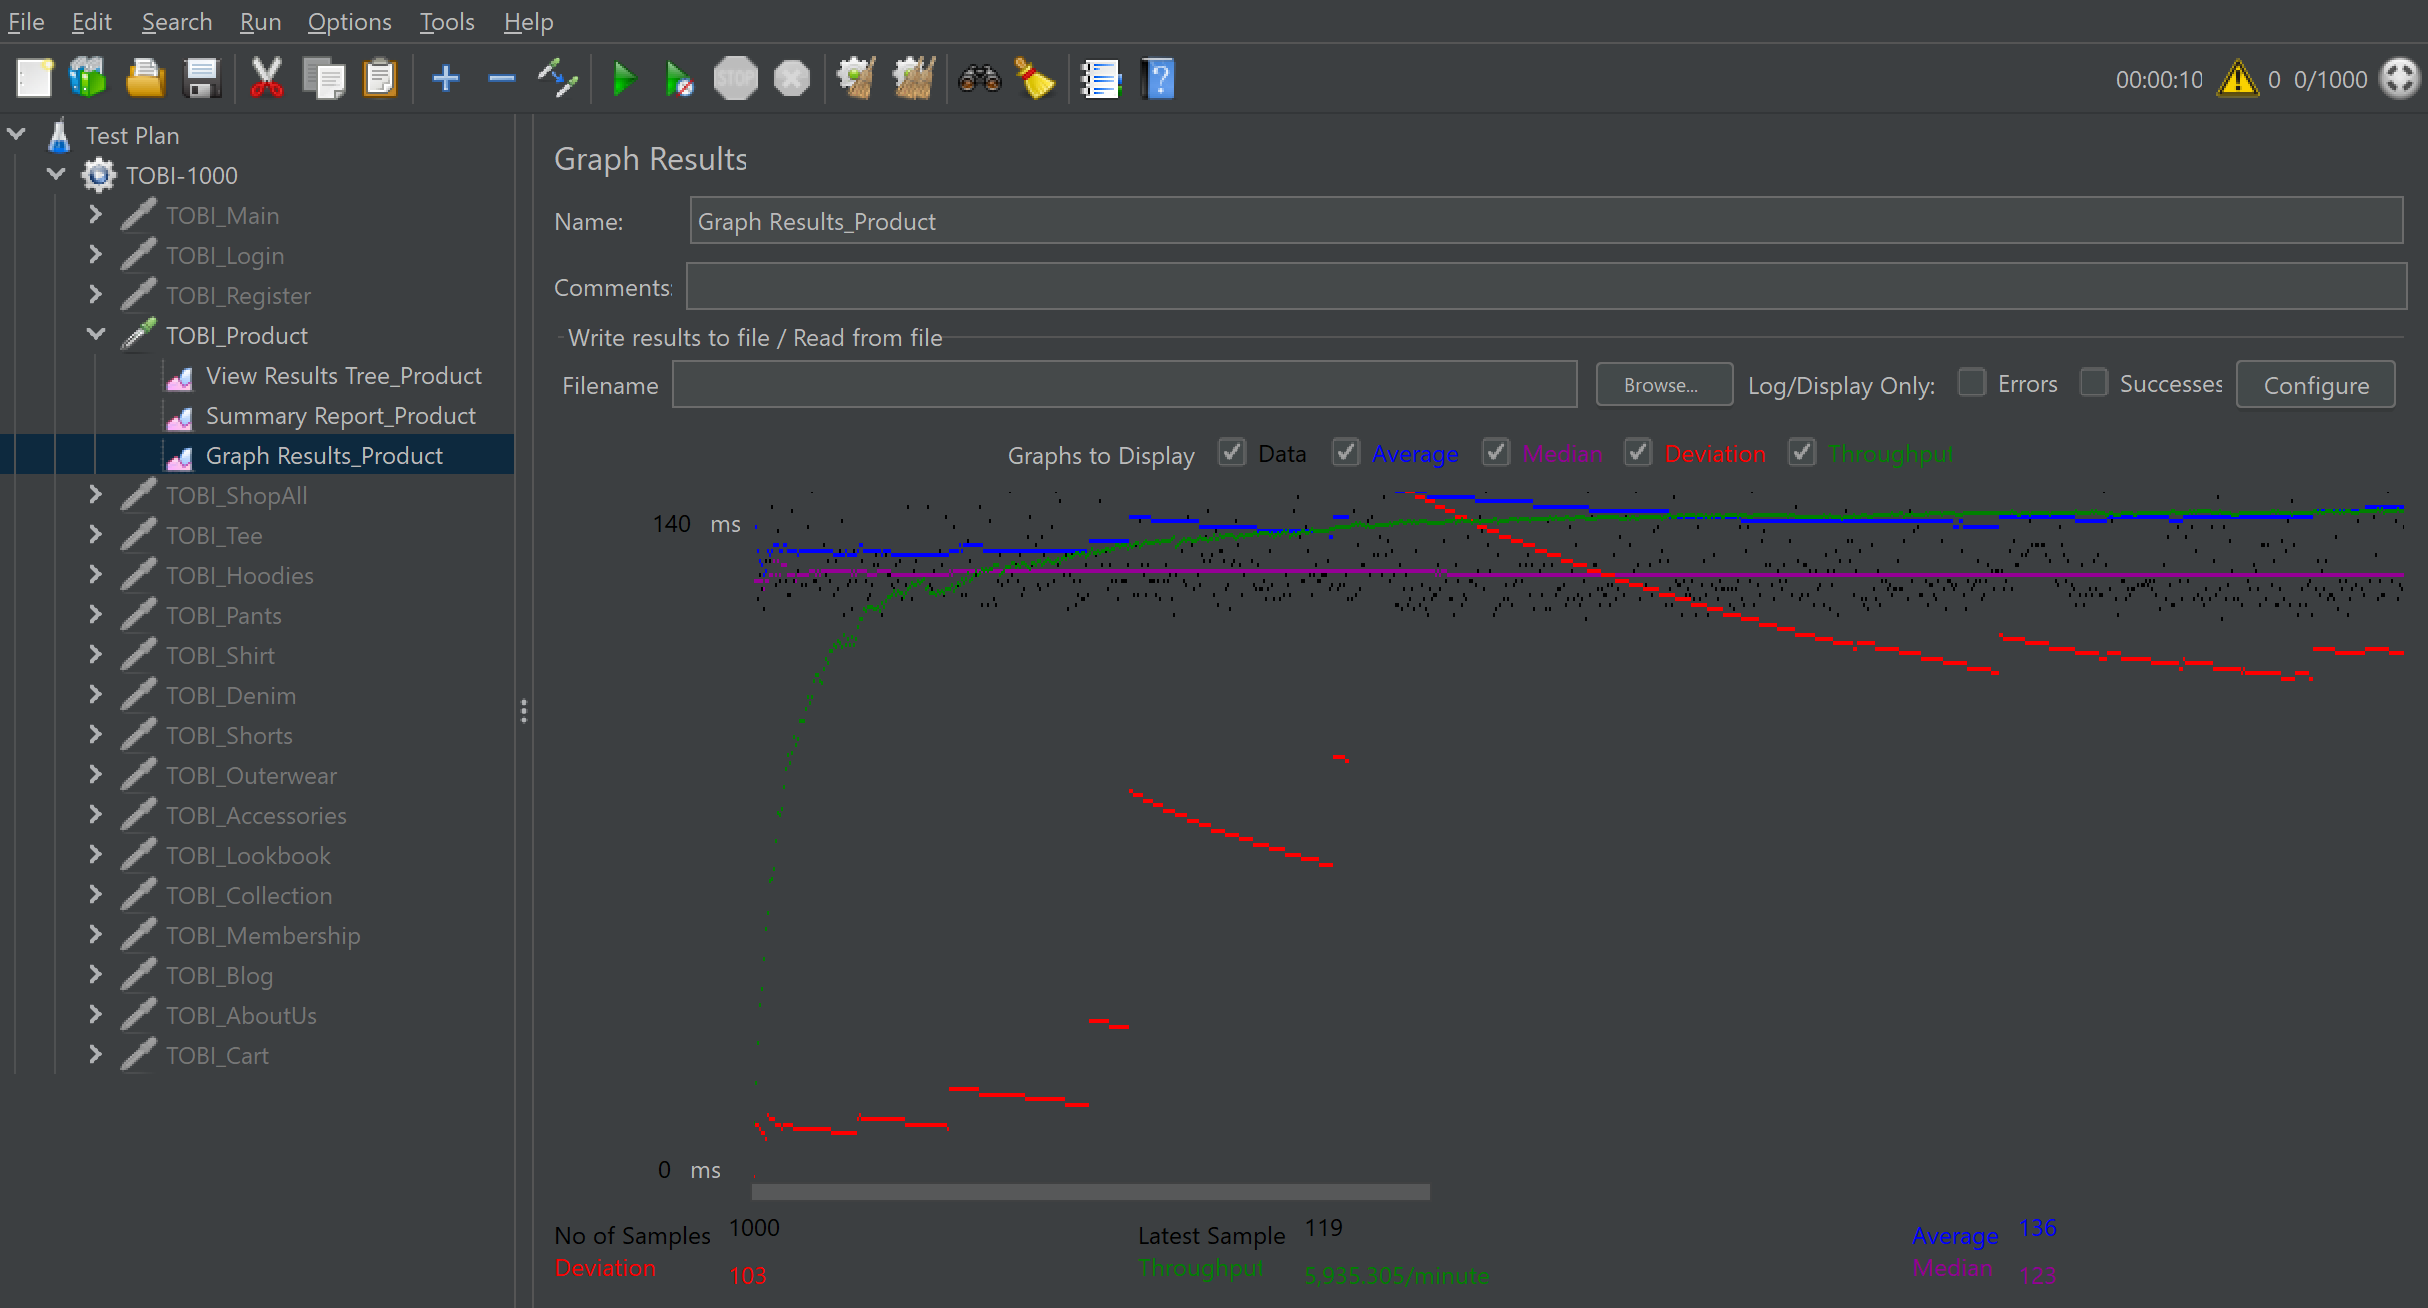 File Edit Search Run Options Tools Help
STOP
00:00:10 0 0/1000
Test Plan
TOBI-1000
TOBI_Main
TOBI_Login
TOBI_Register
TOBI_Product
View Results Tree_Product
Summary Report_Product
Graph Results_Product
TOBI_ShopAll
TOBI_Tee
TOBI_Hoodies
TOBI_Pants
TOBI_Shirt
TOBI_Denim
TOBI_Shorts
TOBI_Outerwear
TOBI_Accessories
TOBI_Lookbook
TOBI_Collection
TOBI_Membership
TOBI_Blog
TOBI_AboutUs
TOBI_Cart
Graph Results
Name: Graph Results_Product
Comments:
Write results to file / Read from file
Filename Browse... Log/Display Only: Errors Successes Configure
Graphs to Display Data Average Median Deviation Throughput
140 ms
0 ms
No of Samples 1000 Latest Sample 119 Average 136
Deviation 103 Throughput 5,935.305/minute Median 123